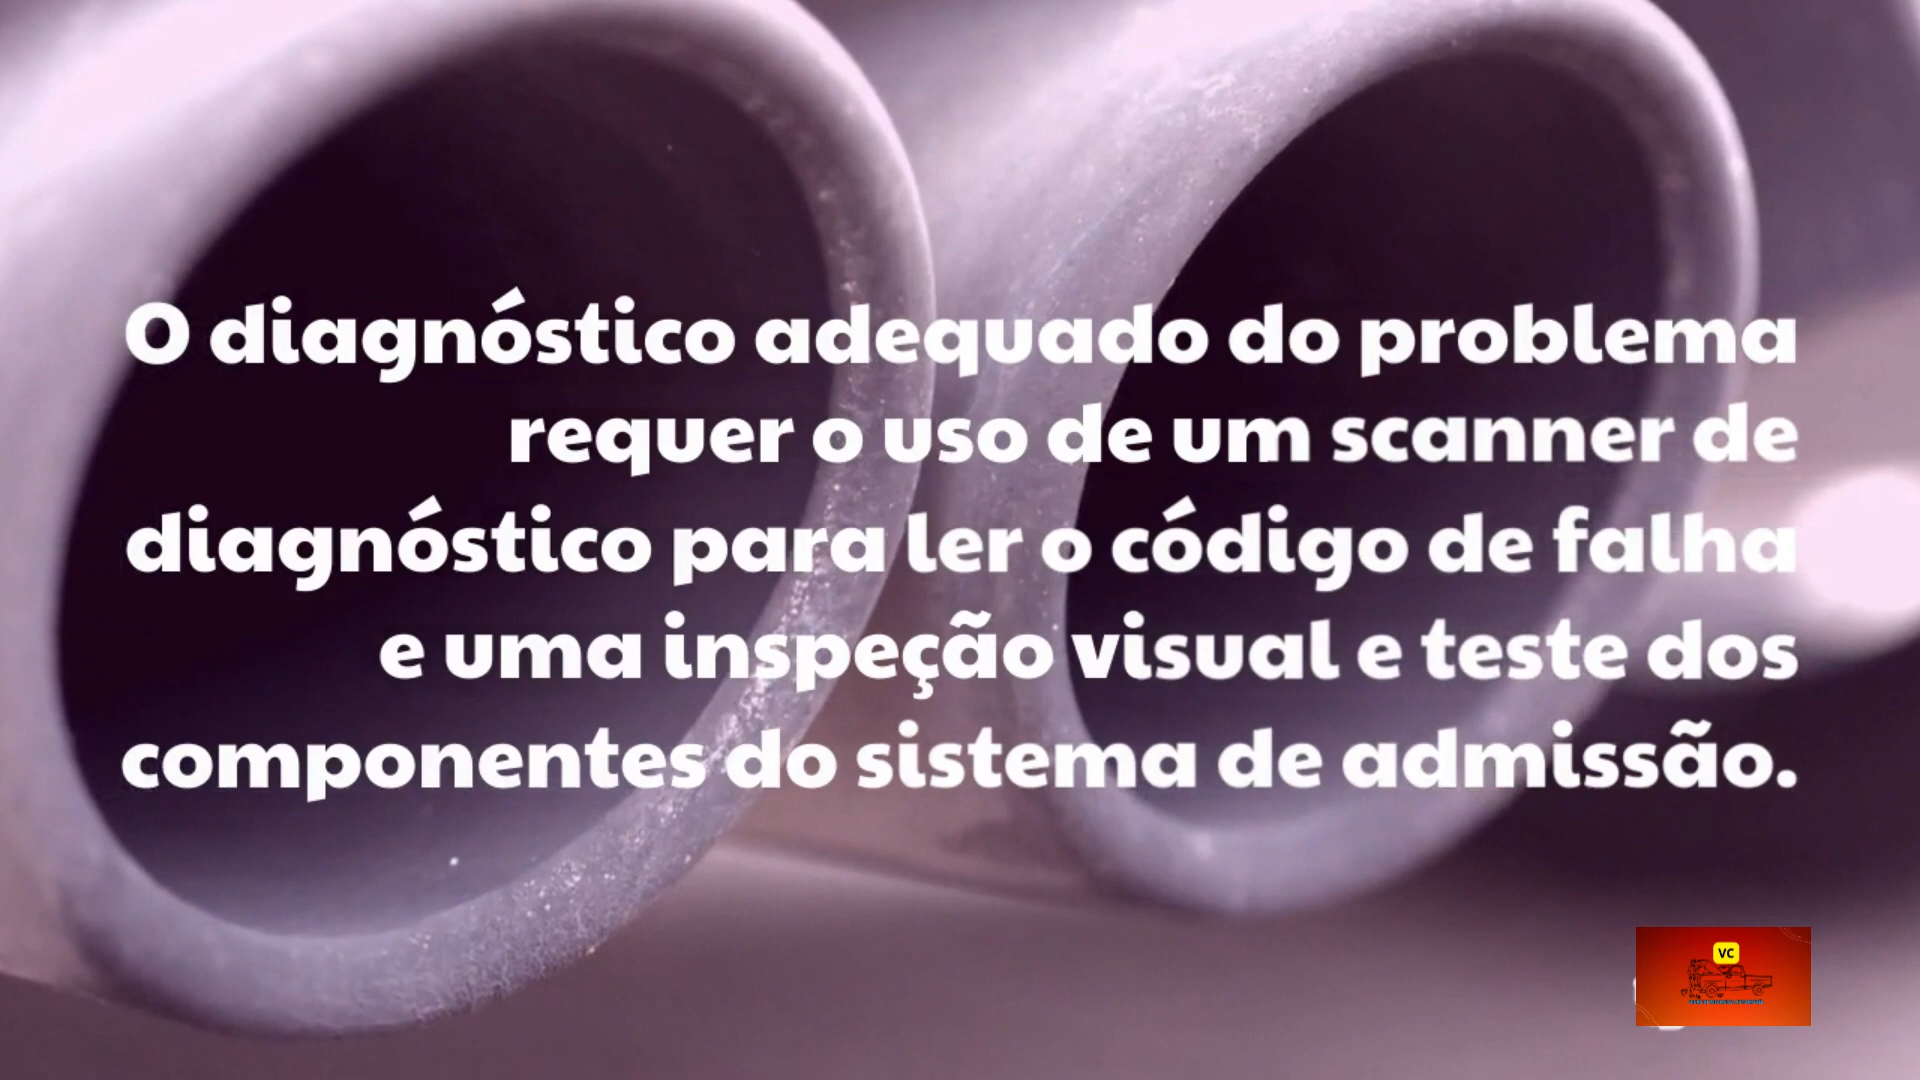 O diagnóstico adequado do problema
requer o uso de um scanner de
diagnóstico para ler o código de falha
e uma inspeção visual e teste dos
componentes do sistema de admissão.
VC